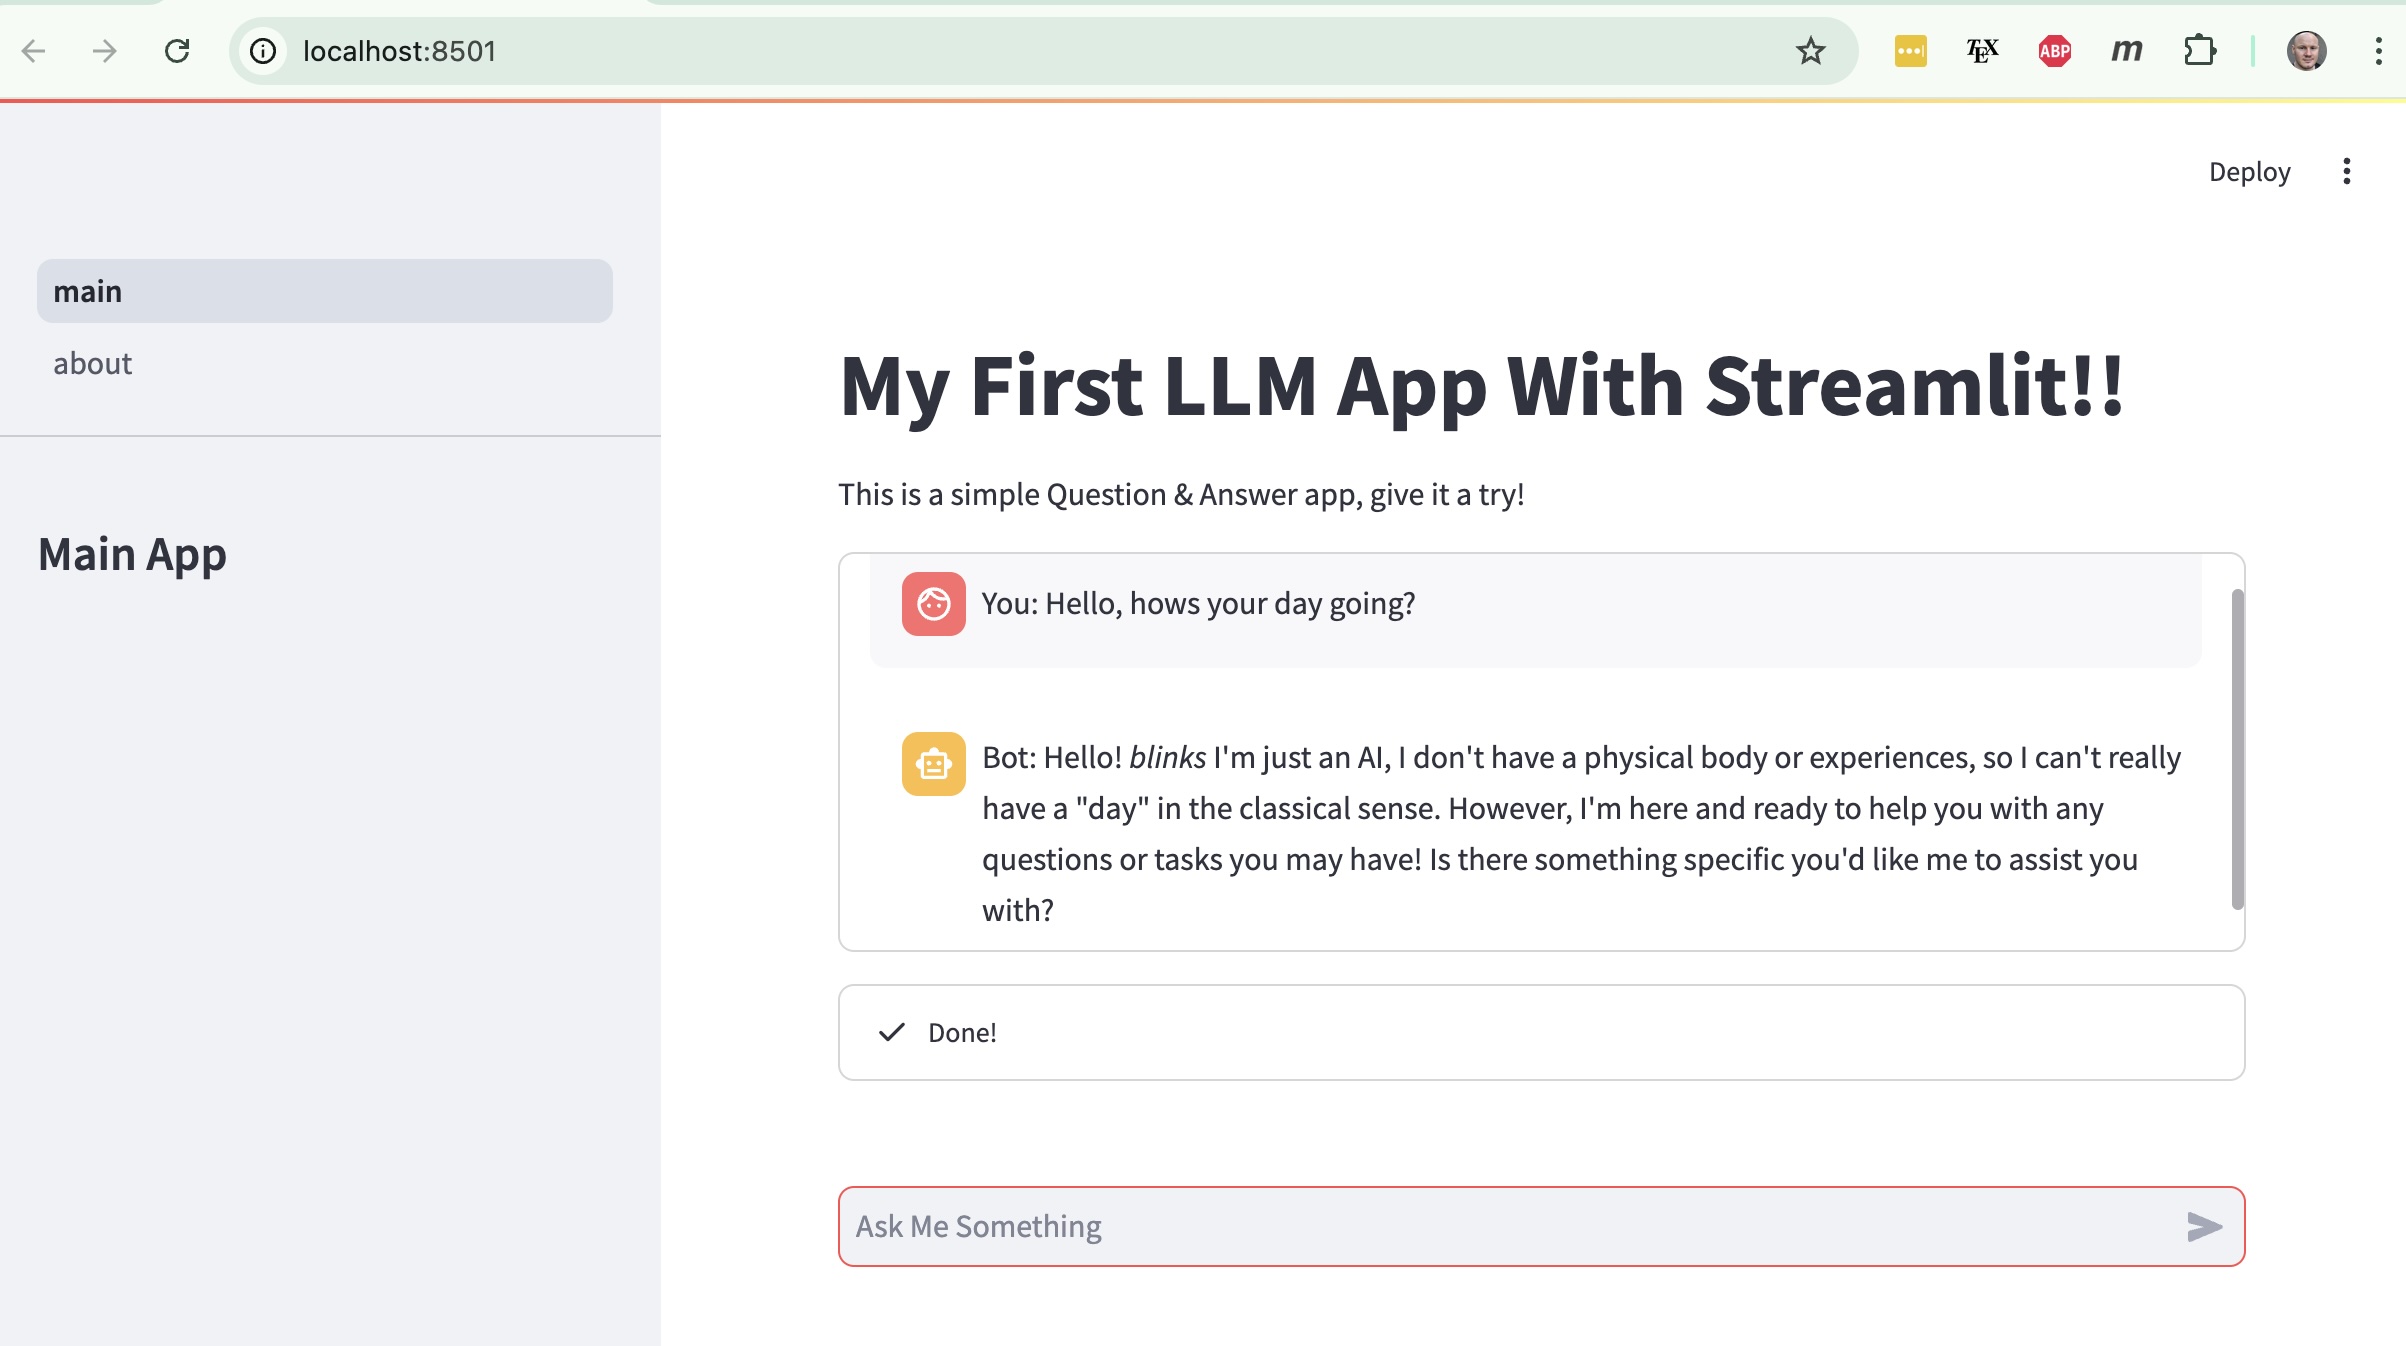 localhost:8501
TEX
ABP
m
Deploy
main
about
Main App
My First LLM App With Streamlit!!
This is a simple Question & Answer app, give it a try!
You: Hello, hows your day going?
Bot: Hello! blinks I'm just an AI, I don't have a physical body or experiences, so I can't really
have a "day" in the classical sense. However, I'm here and ready to help you with any
questions or tasks you may have! Is there something specific you'd like me to assist you
with?
Done!
Ask Me Something